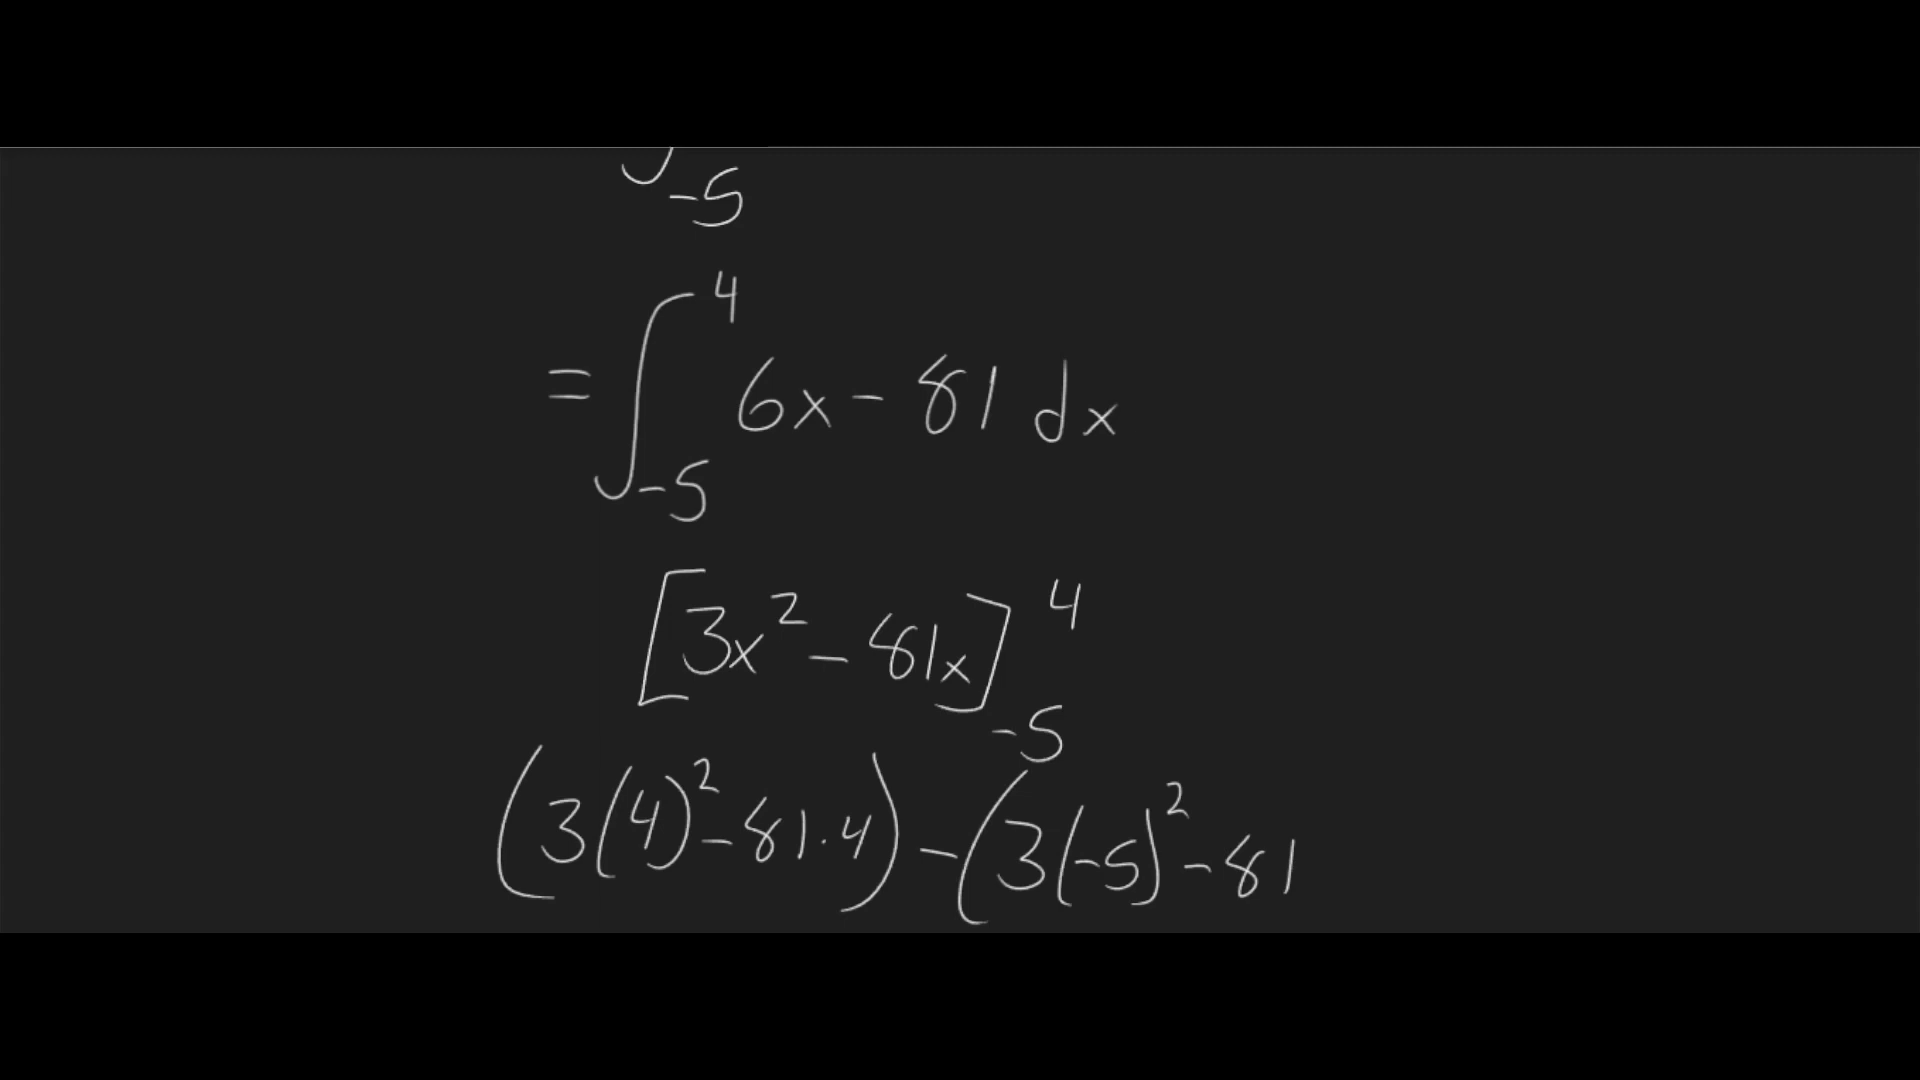 ∫_{-5}
= ∫_{-5}^{4} 6x - 81 dx
[3x² - 81x]_{-5}^{4}
(3(4)² - 81·4) - (3(-5)² - 81